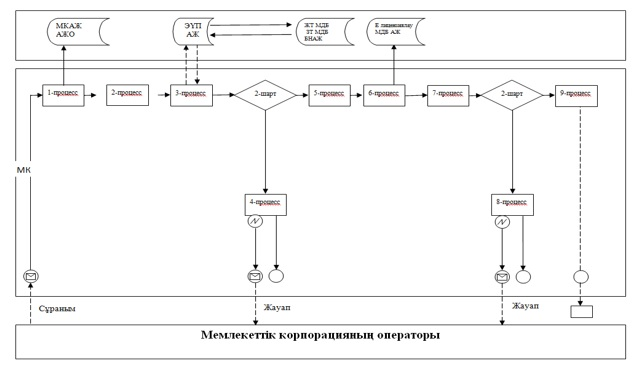 МКАЖ
АЖО
ЭҮП
АЖ
ЖТ МДБ
ЗТ МДБ
БНАЖ
Е лицензиялау
МДБ АЖ
1-процесс
2-процесс
3-процесс
2-шарт
5-процесс
6-процесс
7-процесс
2-шарт
9-процесс
МК
4-процесс
8-процесс
Сұраным
Жауап
Жауап
Мемлекеттік корпорацияның операторы